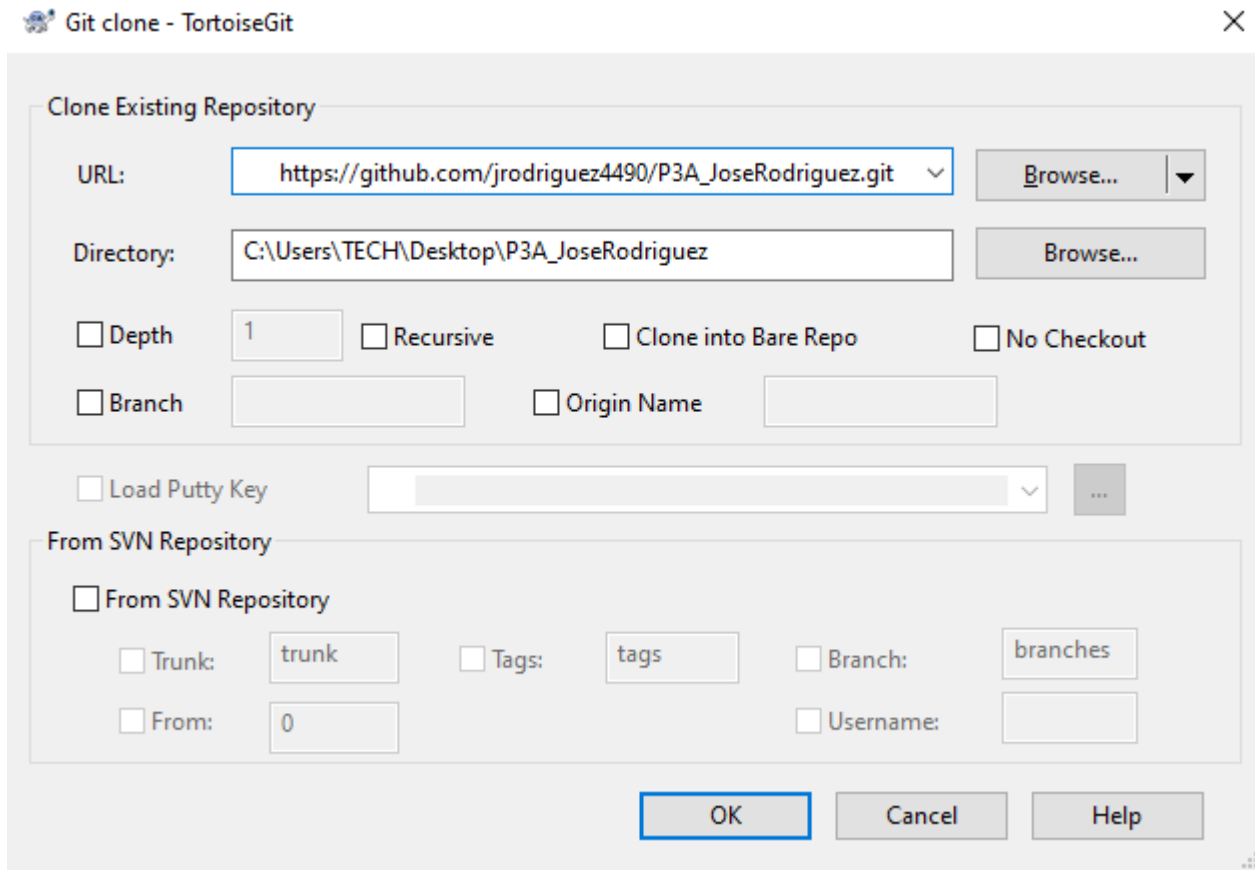 Git clone - TortoiseGit
Clone Existing Repository
URL: https://github.com/jrodriguez4490/P3A_JoseRodriguez.git Browse...
Directory: C:\Users\TECH\Desktop\P3A_JoseRodriguez Browse...
Depth 1 Recursive Clone into Bare Repo No Checkout
Branch Origin Name
Load Putty Key ...
From SVN Repository
From SVN Repository
Trunk: trunk Tags: tags Branch: branches
From: 0 Username:
OK Cancel Help